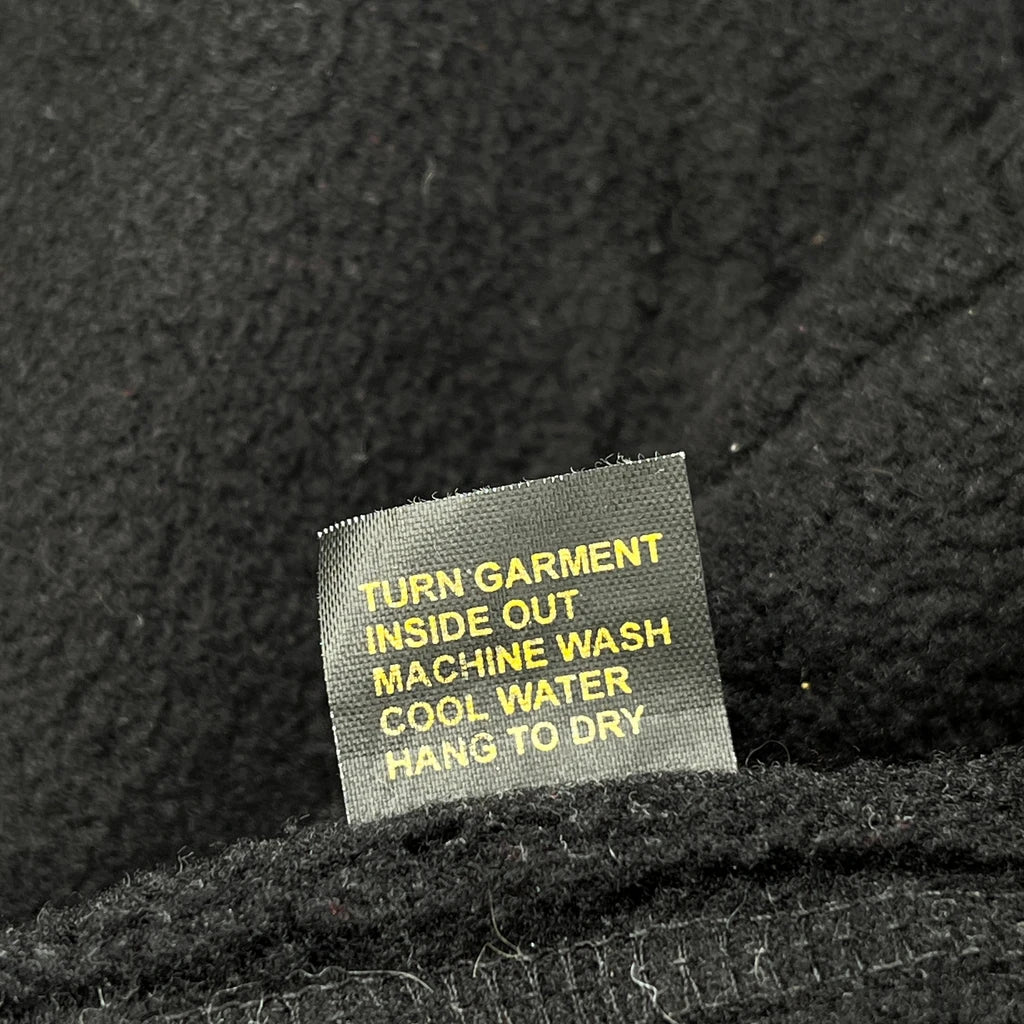 TURN GARMENT
INSIDE OUT
MACHINE WASH
COOL WATER
HANG TO DRY